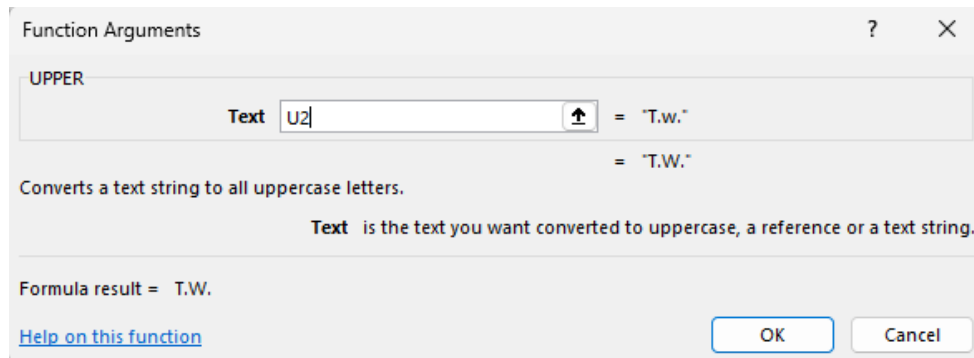 Function Arguments ? ×
UPPER
Text U2 = "T.w."
= "T.W."
Converts a text string to all uppercase letters.
Text is the text you want converted to uppercase, a reference or a text string.
Formula result = T.W.
Help on this function OK Cancel